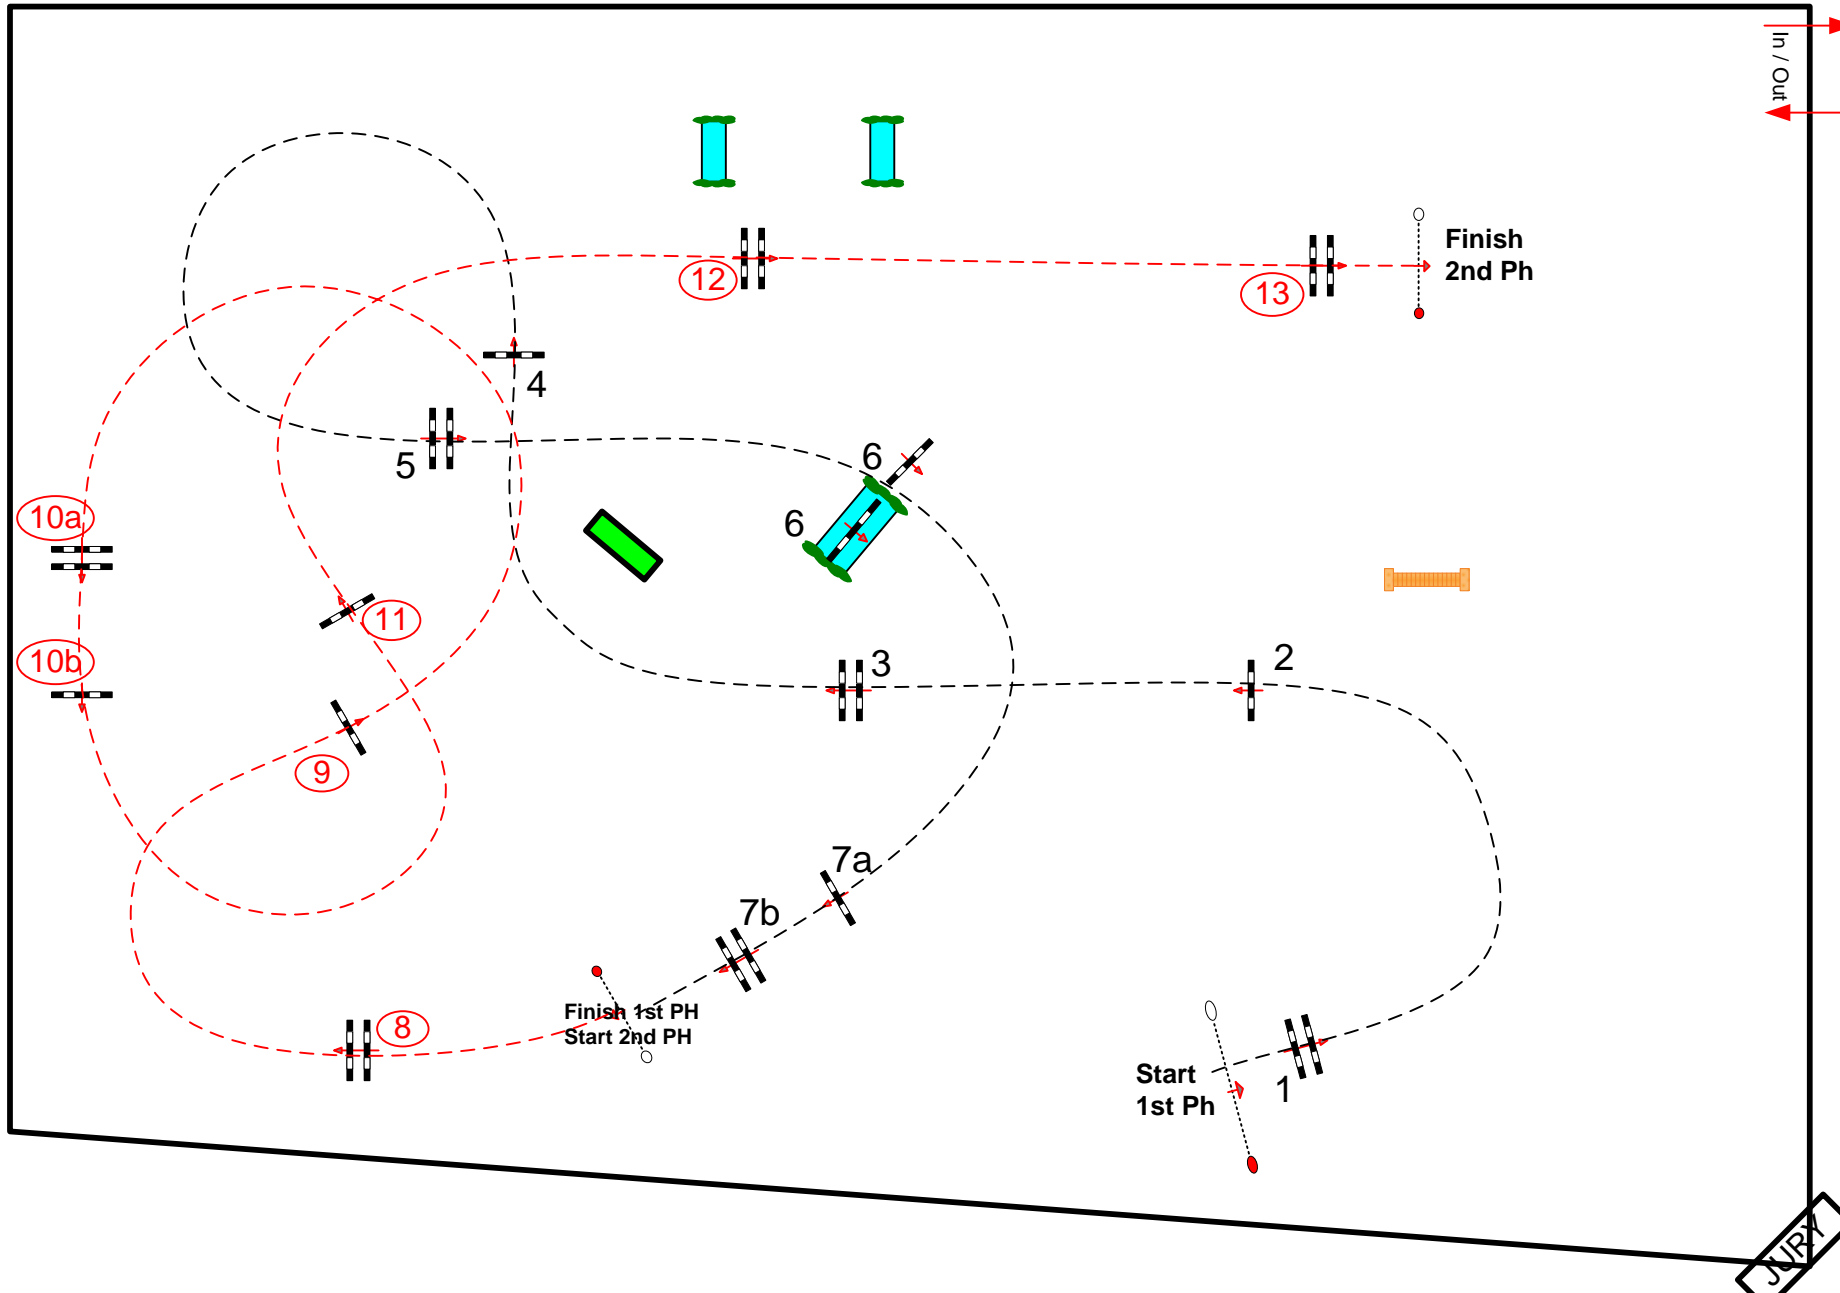 In / Out
Finish
2nd Ph
12
13
4
5
6
6
10a
11
10b
3
2
9
7a
7b
8
Finish 1st PH
Start 2nd PH
Start
1st Ph
1
JURY